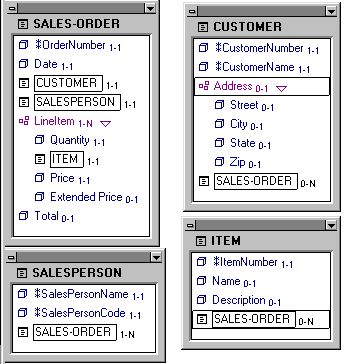 SALES-ORDER
*OrderNumber 1-1
Date 1-1
CUSTOMER 1-1
SALESPERSON 1-1
LineItem 1-N
Quantity 1-1
ITEM 1-1
Price 1-1
Extended Price 0-1
Total 0-1
CUSTOMER
*CustomerNumber 1-1
*CustomerName 1-1
Address 0-1
Street 0-1
City 0-1
State 0-1
Zip 0-1
SALES-ORDER 0-N
SALESPERSON
*SalesPersonName 1-1
*SalesPersonCode 1-1
SALES-ORDER 1-N
ITEM
*ItemNumber 1-1
Name 0-1
Description 0-1
SALES-ORDER 0-N